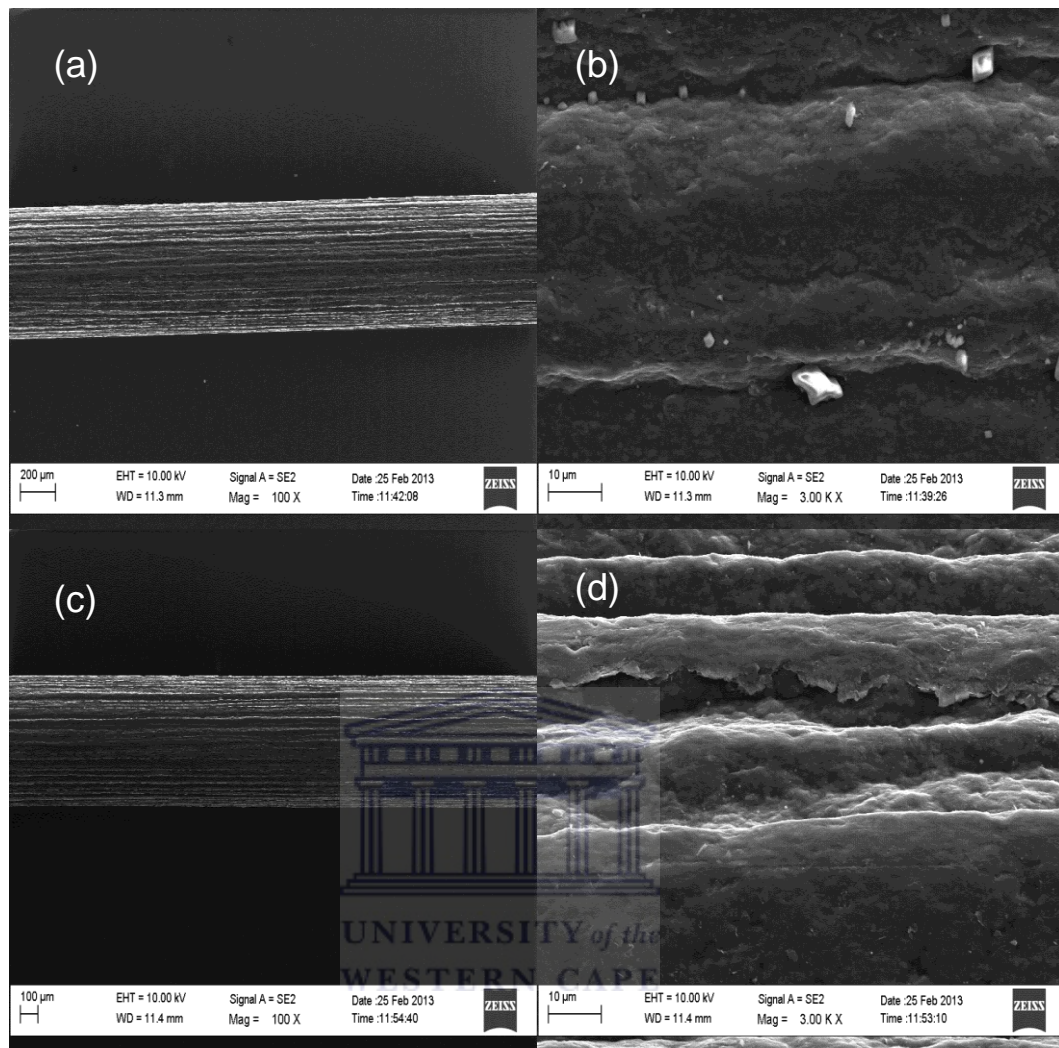 (a)
(b)
200 µm
EHT = 10.00 kV
Signal A = SE2
Date :25 Feb 2013
WD = 11.3 mm
Mag = 100 X
Time :11:42:08
ZEISS
10 µm
EHT = 10.00 kV
Signal A = SE2
Date :25 Feb 2013
WD = 11.3 mm
Mag = 3.00 K X
Time :11:39:26
ZEISS
(c)
(d)
UNIVERSITY of the
WESTERN CAPE
100 µm
EHT = 10.00 kV
Signal A = SE2
Date :25 Feb 2013
WD = 11.4 mm
Mag = 100 X
Time :11:54:40
ZEISS
10 µm
EHT = 10.00 kV
Signal A = SE2
Date :25 Feb 2013
WD = 11.4 mm
Mag = 3.00 K X
Time :11:53:10
ZEISS